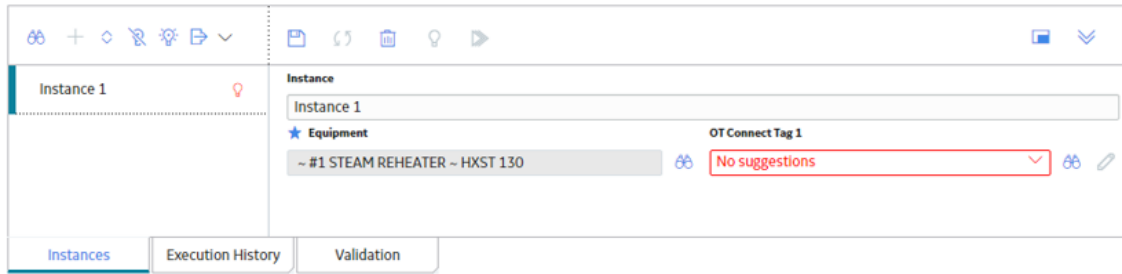 Instance 1
Instance
Instance 1
Equipment
OT Connect Tag 1
~ #1 STEAM REHEATER ~ HXST 130
No suggestions
Instances
Execution History
Validation